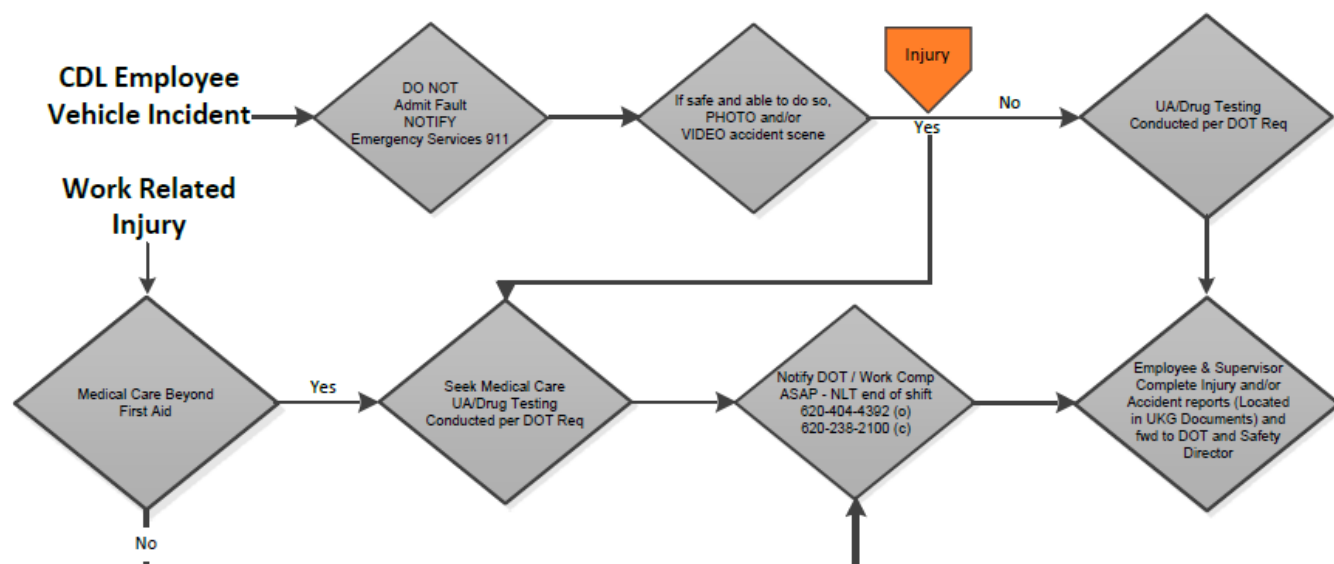 CDL Employee
Vehicle Incident
DO NOT
Admit Fault
NOTIFY
Emergency Services 911
If safe and able to do so,
PHOTO and/or
VIDEO accident scene
Injury
No
Yes
UA/Drug Testing
Conducted per DOT Req
Work Related
Injury
Medical Care Beyond
First Aid
Yes
No
Seek Medical Care
UA/Drug Testing
Conducted per DOT Req
Notify DOT / Work Comp
ASAP - NLT end of shift
620-404-4392 (o)
620-238-2100 (c)
Employee & Supervisor
Complete Injury and/or
Accident reports (Located
in UKG Documents) and
fwd to DOT and Safety
Director